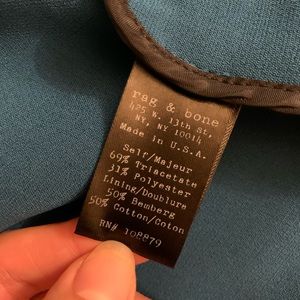 rag & bone
425 W. 13th St.
NY, NY 10014
Made in U.S.A.
Self/Majeur
69% Triacetate
31% Polyester
Lining/Doublure
50% Bemberg
50% Cotton/Coton
RN# 108879